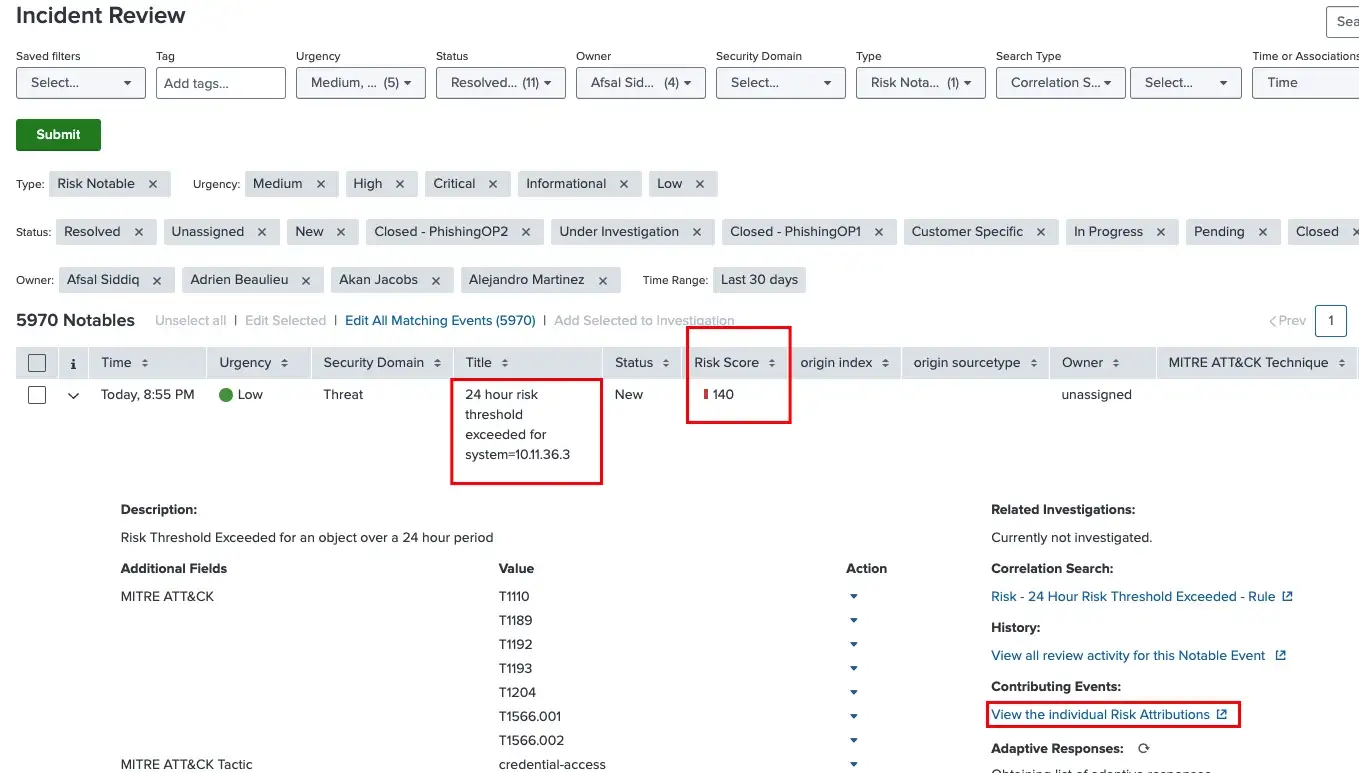 Incident Review
Sea
Saved filters Tag Urgency Status Owner Security Domain Type Search Type Time or Associations
Select... Add tags... Medium, ... (5) Resolved... (11) Afsal Sid... (4) Select... Risk Nota... (1) Correlation S... Select... Time
Submit
Type: Risk Notable × Urgency: Medium × High × Critical × Informational × Low ×
Status: Resolved × Unassigned × New × Closed - PhishingOP2 × Under Investigation × Closed - PhishingOP1 × Customer Specific × In Progress × Pending × Closed ×
Owner: Afsal Siddiq × Adrien Beaulieu × Akan Jacobs × Alejandro Martinez × Time Range: Last 30 days
5970 Notables Unselect all | Edit Selected | Edit All Matching Events (5970) | Add Selected to Investigation < Prev 1
i Time Urgency Security Domain Title Status Risk Score origin index origin sourcetype Owner MITRE ATT&CK Technique
Today, 8:55 PM Low Threat 24 hour risk New 140 unassigned
threshold
exceeded for
system=10.11.36.3
Description: Related Investigations:
Risk Threshold Exceeded for an object over a 24 hour period Currently not investigated.
Additional Fields Value Action Correlation Search:
MITRE ATT&CK T1110 Risk - 24 Hour Risk Threshold Exceeded - Rule
T1189 History:
T1192
T1193 View all review activity for this Notable Event
T1204 Contributing Events:
T1566.001 View the individual Risk Attributions
T1566.002 Adaptive Responses:
MITRE ATT&CK Tactic credential-access
Obtaining list of adaptive responses